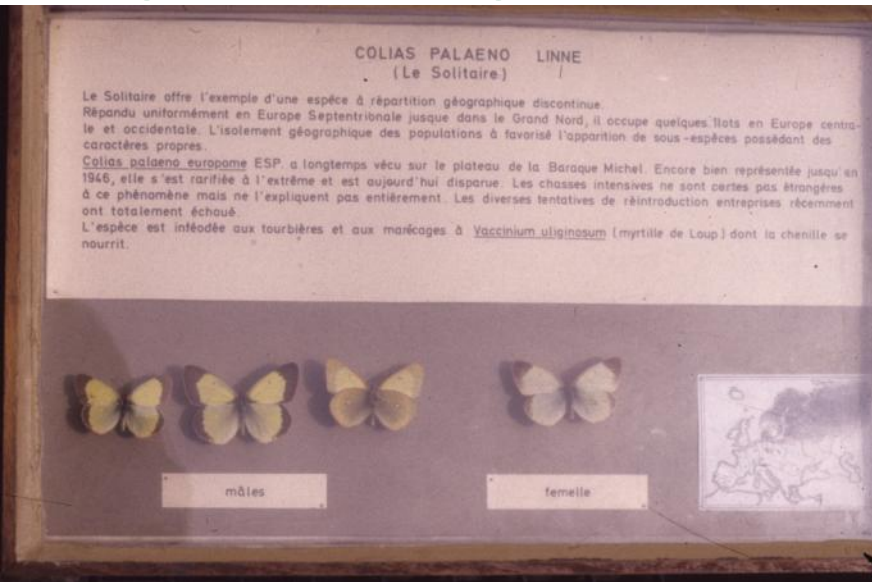 COLIAS PALAENO LINNE
(Le Solitaire)
Le Solitaire offre l'exemple d'une espèce à répartition géographique discontinue.
Répandu uniformément en Europe Septentrionale jusque dans le Grand Nord, il occupe quelques îlots en Europe centra-
le et occidentale. L'isolement géographique des populations à favorisé l'apparition de sous-espèces possédant des
caractères propres.
Colias palaeno europome ESP. a longtemps vécu sur le plateau de la Baraque Michel. Encore bien représentée jusqu'en
1946, elle s'est raréfiée à l'extrême et est aujourd'hui disparue. Les chasses intensives ne sont certes pas étrangères
à ce phénomène mais ne l'expliquent pas entièrement. Les diverses tentatives de réintroduction entreprises récemment
ont totalement échoué.
L'espèce est inféodée aux tourbières et aux marécages à Vaccinium uliginosum (myrtille de Loup) dont la chenille se
nourrit.
mâles
femelle